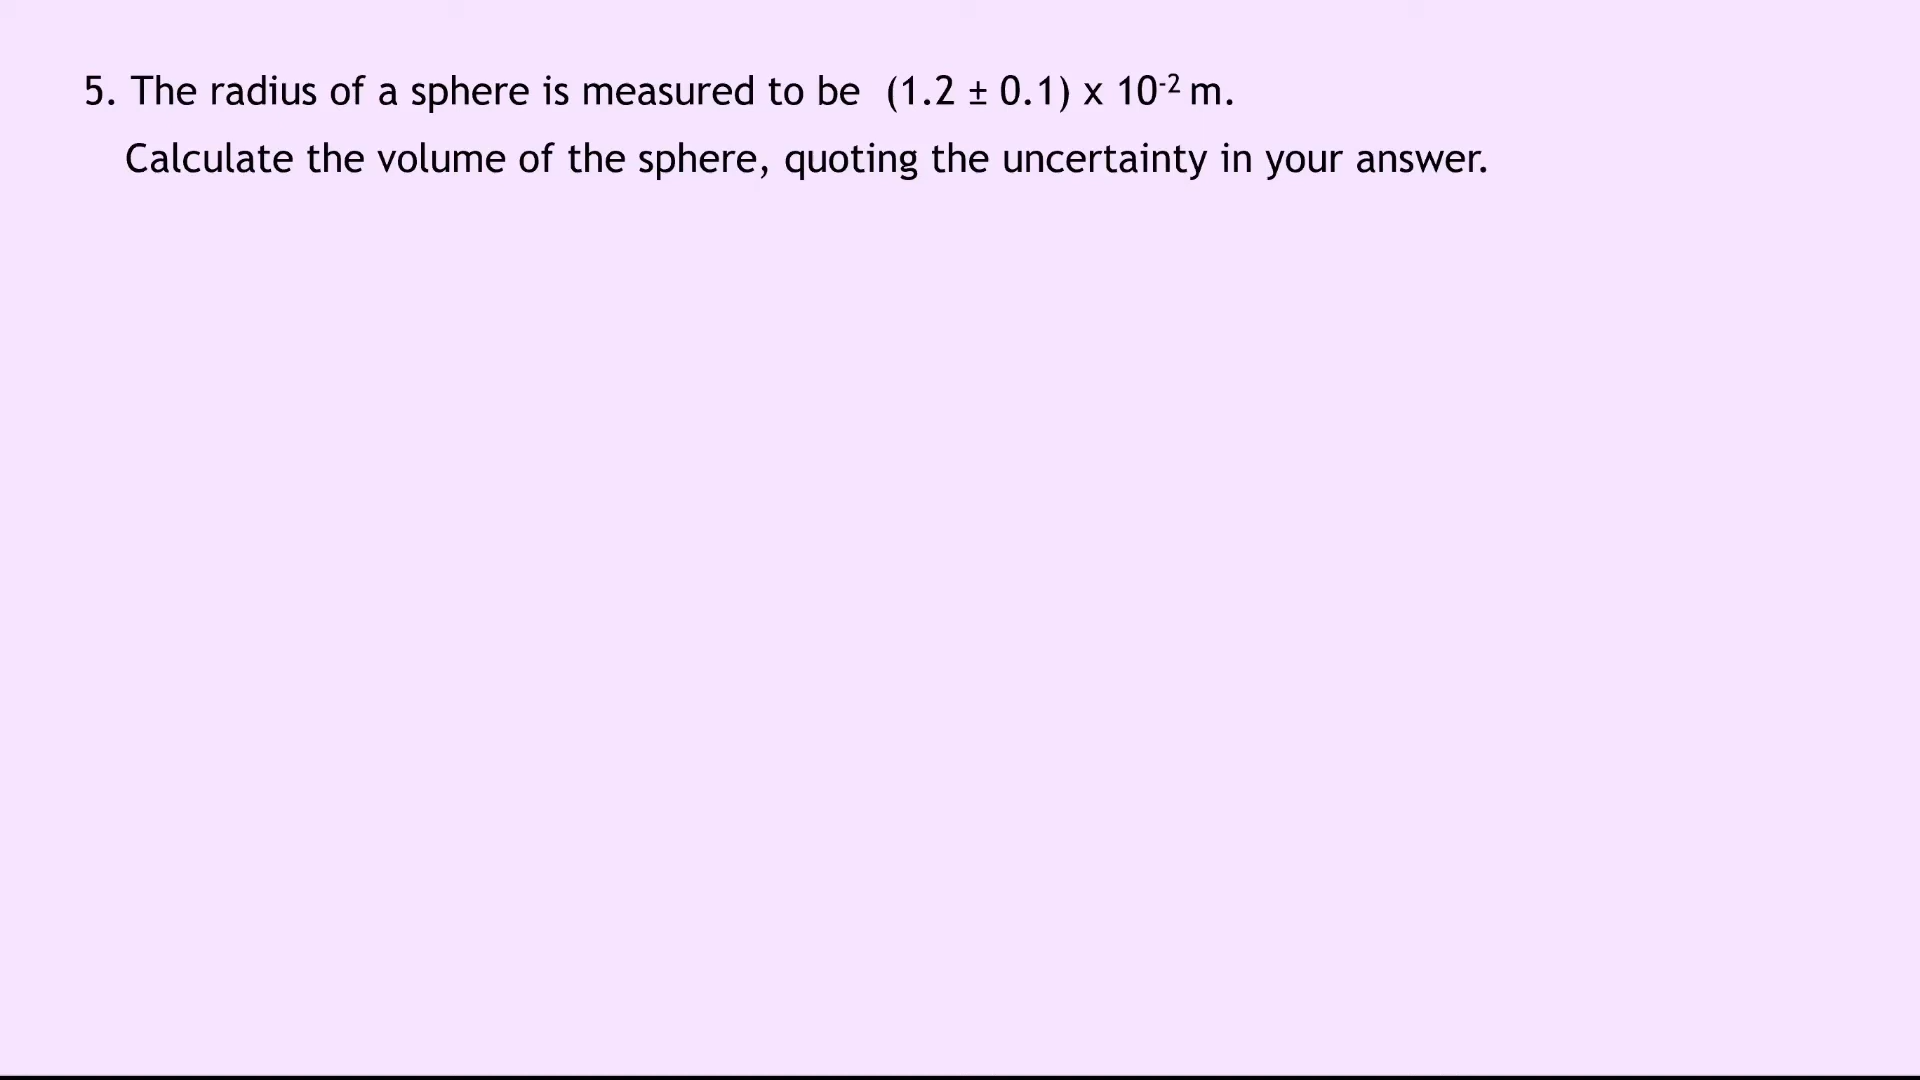 5. The radius of a sphere is measured to be (1.2 ± 0.1) x 10⁻² m.
Calculate the volume of the sphere, quoting the uncertainty in your answer.